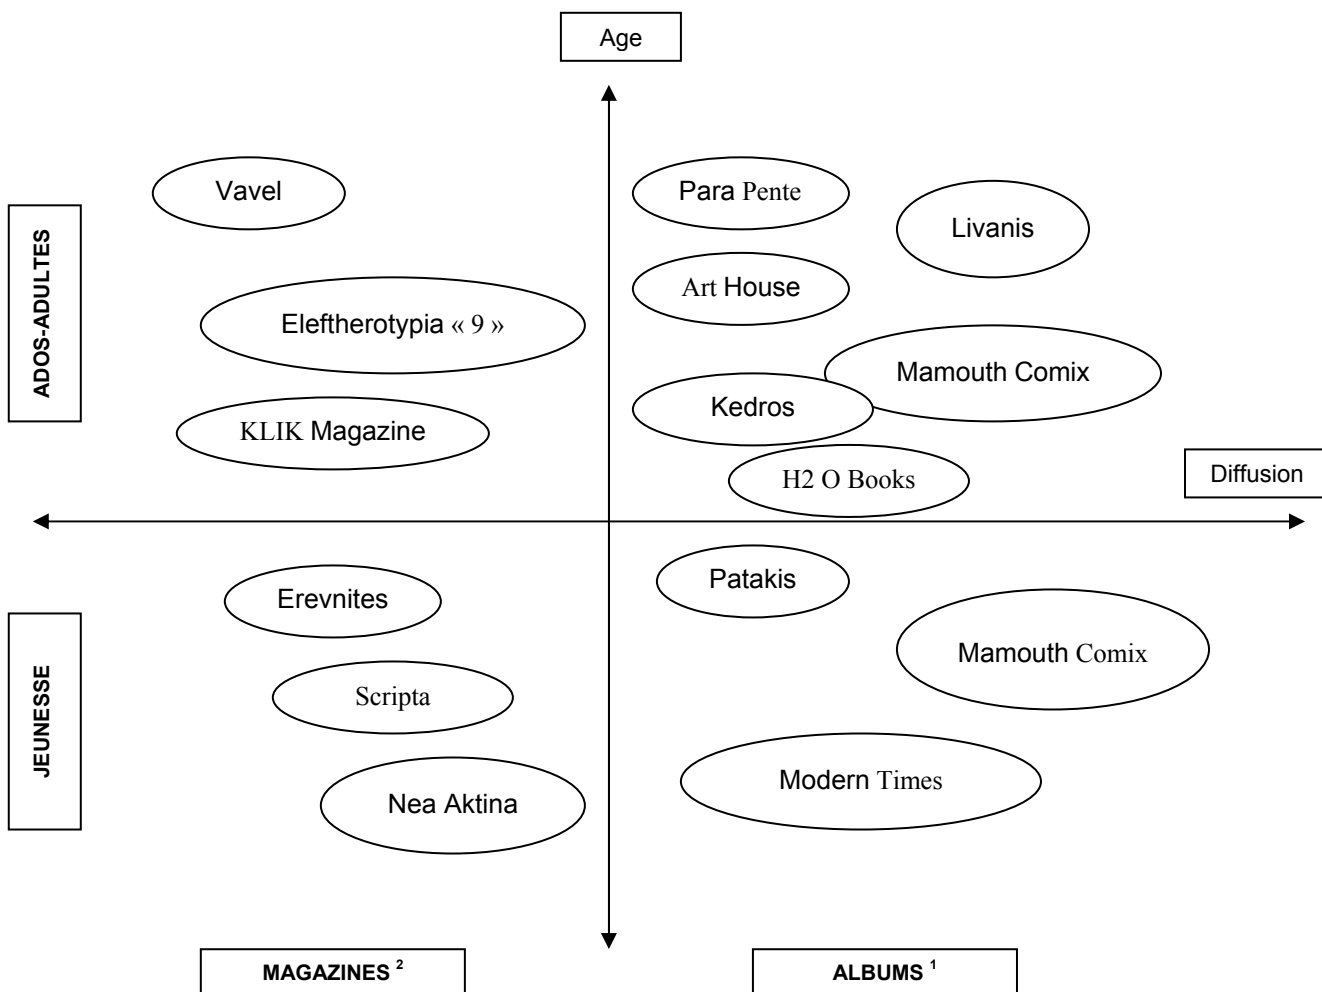 Age
Vavel
Para Pente
Livanis
ADOS-ADULTES
Art House
Eleftherotypia « 9 »
Mamouth Comix
Kedros
KLIK Magazine
H2 O Books
Diffusion
Patakis
Erevnites
Mamouth Comix
JEUNESSE
Scripta
Modern Times
Nea Aktina
MAGAZINES ²
ALBUMS ¹